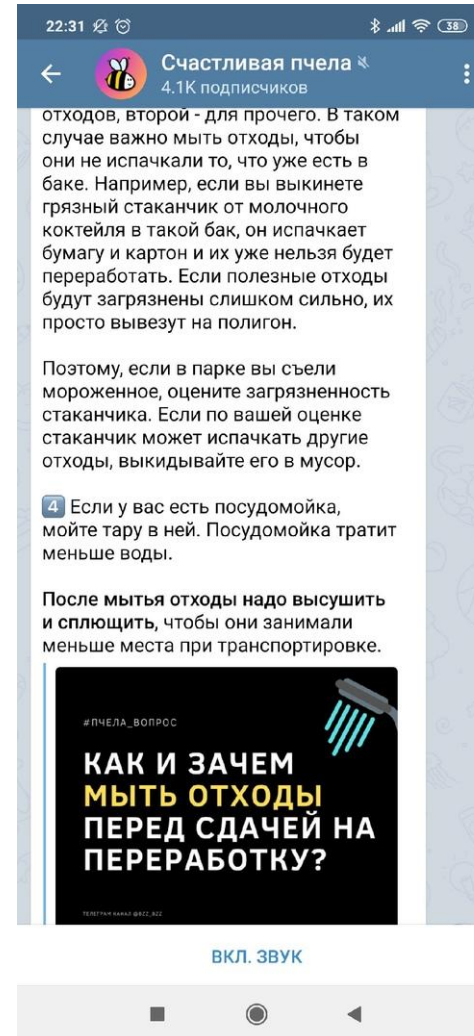 22:31
38
Счастливая пчела
4.1K подписчиков
отходов, второй - для прочего. В таком
случае важно мыть отходы, чтобы
они не испачкали то, что уже есть в
баке. Например, если вы выкинете
грязный стаканчик от молочного
коктейля в такой бак, он испачкает
бумагу и картон и их уже нельзя будет
переработать. Если полезные отходы
будут загрязнены слишком сильно, их
просто вывезут на полигон.
Поэтому, если в парке вы съели
мороженное, оцените загрязненность
стаканчика. Если по вашей оценке
стаканчик может испачкать другие
отходы, выкидывайте его в мусор.
4 Если у вас есть посудомойка,
мойте тару в ней. Посудомойка тратит
меньше воды.
После мытья отходы надо высушить
и сплющить, чтобы они занимали
меньше места при транспортировке.
#ПЧЕЛА_ВОПРОС
КАК И ЗАЧЕМ
МЫТЬ ОТХОДЫ
ПЕРЕД СДАЧЕЙ НА
ПЕРЕРАБОТКУ?
ТЕЛЕГРАМ КАНАЛ @BZZ_BZZ
ВКЛ. ЗВУК